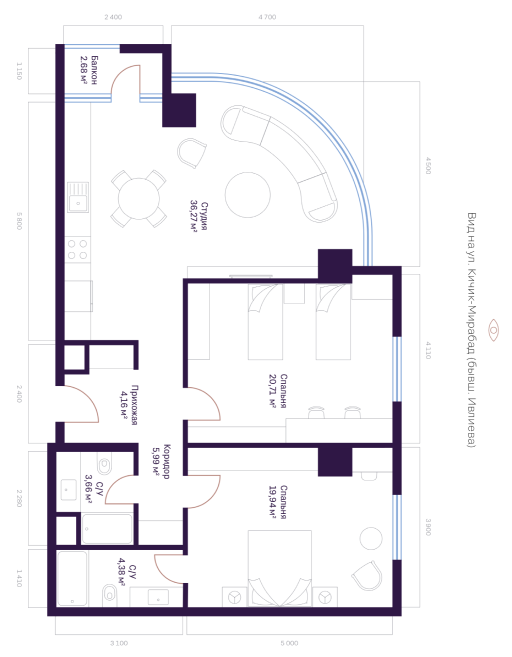 2 400
4 700
1 150
Балкон
2.68 м²
4 500
5 800
Студия
36,27 м²
Вид на ул. Кичик-Мирабад (бывш. Ивлиева)
4 130
Спальня
20,71 м²
2 400
Прихожая
4,16 м²
Коридор
5,99 м²
2 280
С/У
3,66 м²
Спальня
19,94 м²
3 900
С/У
4,38 м²
1 410
3 100
5 000